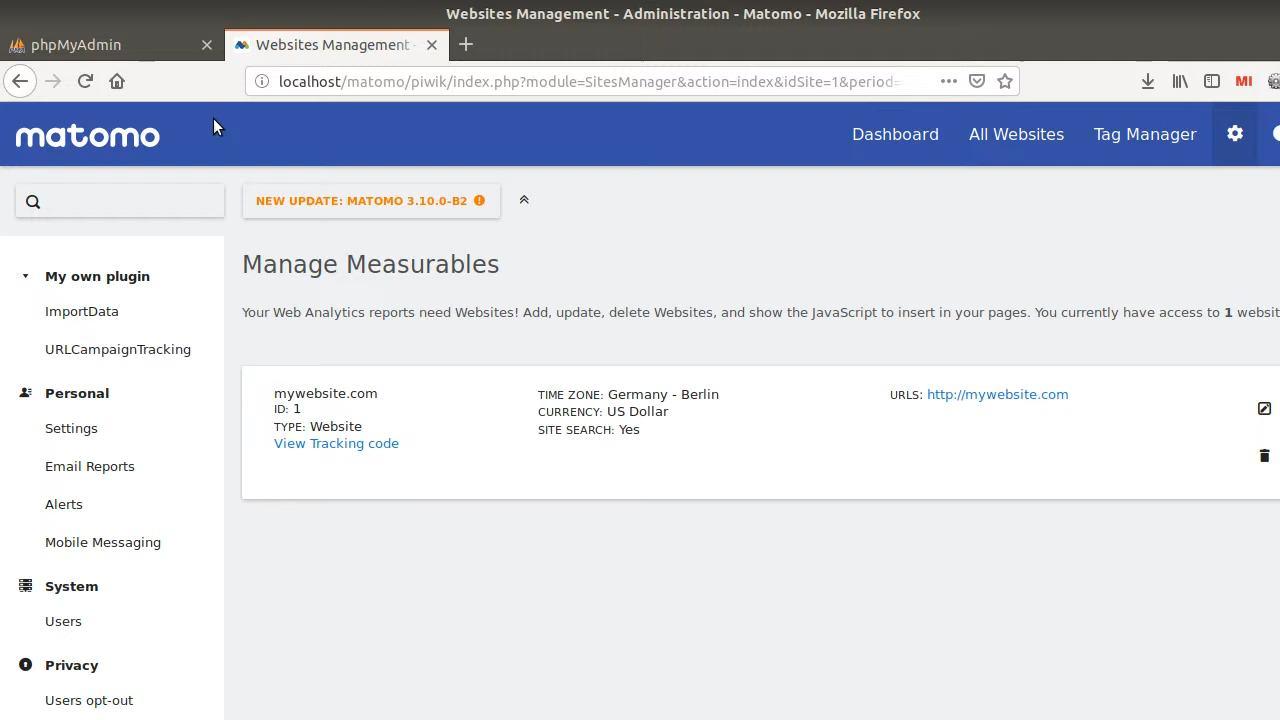 Websites Management - Administration - Matomo - Mozilla Firefox
phpMyAdmin
Websites Management -
localhost/matomo/piwik/index.php?module=SitesManager&action=index&idSite=1&period=
MI
matomo
Dashboard
All Websites
Tag Manager
NEW UPDATE: MATOMO 3.10.0-B2
My own plugin
ImportData
URLCampaignTracking
Personal
Settings
Email Reports
Alerts
Mobile Messaging
System
Users
Privacy
Users opt-out
Manage Measurables
Your Web Analytics reports need Websites! Add, update, delete Websites, and show the JavaScript to insert in your pages. You currently have access to 1 websit
mywebsite.com
ID: 1
TYPE: Website
View Tracking code
TIME ZONE: Germany - Berlin
CURRENCY: US Dollar
SITE SEARCH: Yes
URLS: http://mywebsite.com